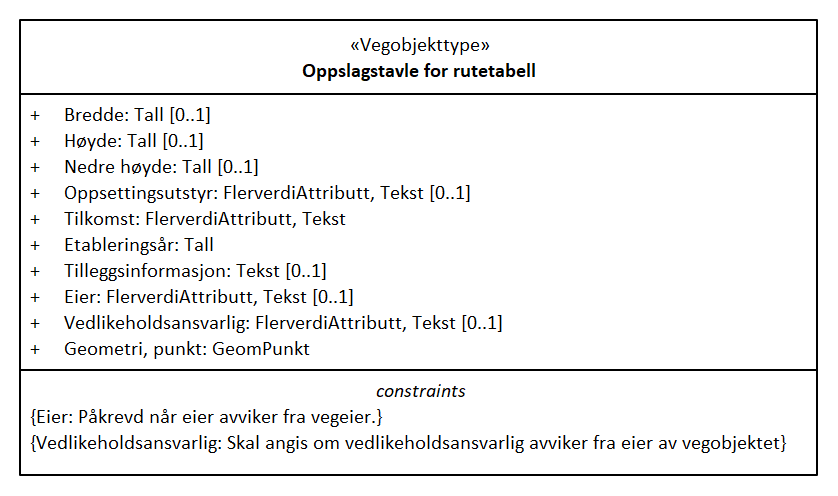 «Vegobjekttype»
Oppslagstavle for rutetabell
+ Bredde: Tall [0..1]
+ Høyde: Tall [0..1]
+ Nedre høyde: Tall [0..1]
+ Oppsettingsutstyr: FlerverdiAttributt, Tekst [0..1]
+ Tilkomst: FlerverdiAttributt, Tekst
+ Etableringsår: Tall
+ Tilleggsinformasjon: Tekst [0..1]
+ Eier: FlerverdiAttributt, Tekst [0..1]
+ Vedlikeholdsansvarlig: FlerverdiAttributt, Tekst [0..1]
+ Geometri, punkt: GeomPunkt
constraints
{Eier: Påkrevd når eier avviker fra vegeier.}
{Vedlikeholdsansvarlig: Skal angis om vedlikeholdsansvarlig avviker fra eier av vegobjektet}